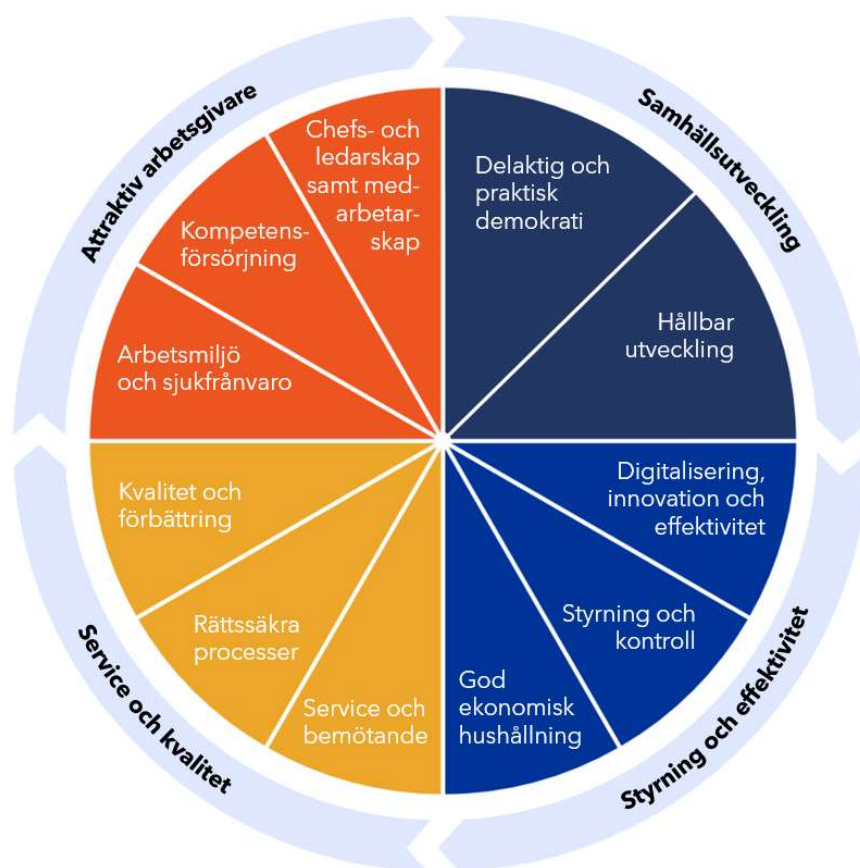 Attraktiv arbetsgivare
Samhällsutveckling
Chefs- och
ledarskap
samt med-
arbetar-
skap
Delaktig och
praktisk
demokrati
Kompetens-
försörjning
Hållbar
utveckling
Arbetsmiljö
och sjukfrånvaro
Kvalitet och
förbättring
Digitalisering,
innovation och
effektivitet
Rättssäkra
processer
Styrning och
kontroll
Service och
bemötande
God
ekonomisk
hushållning
Service och kvalitet
Styrning och effektivitet